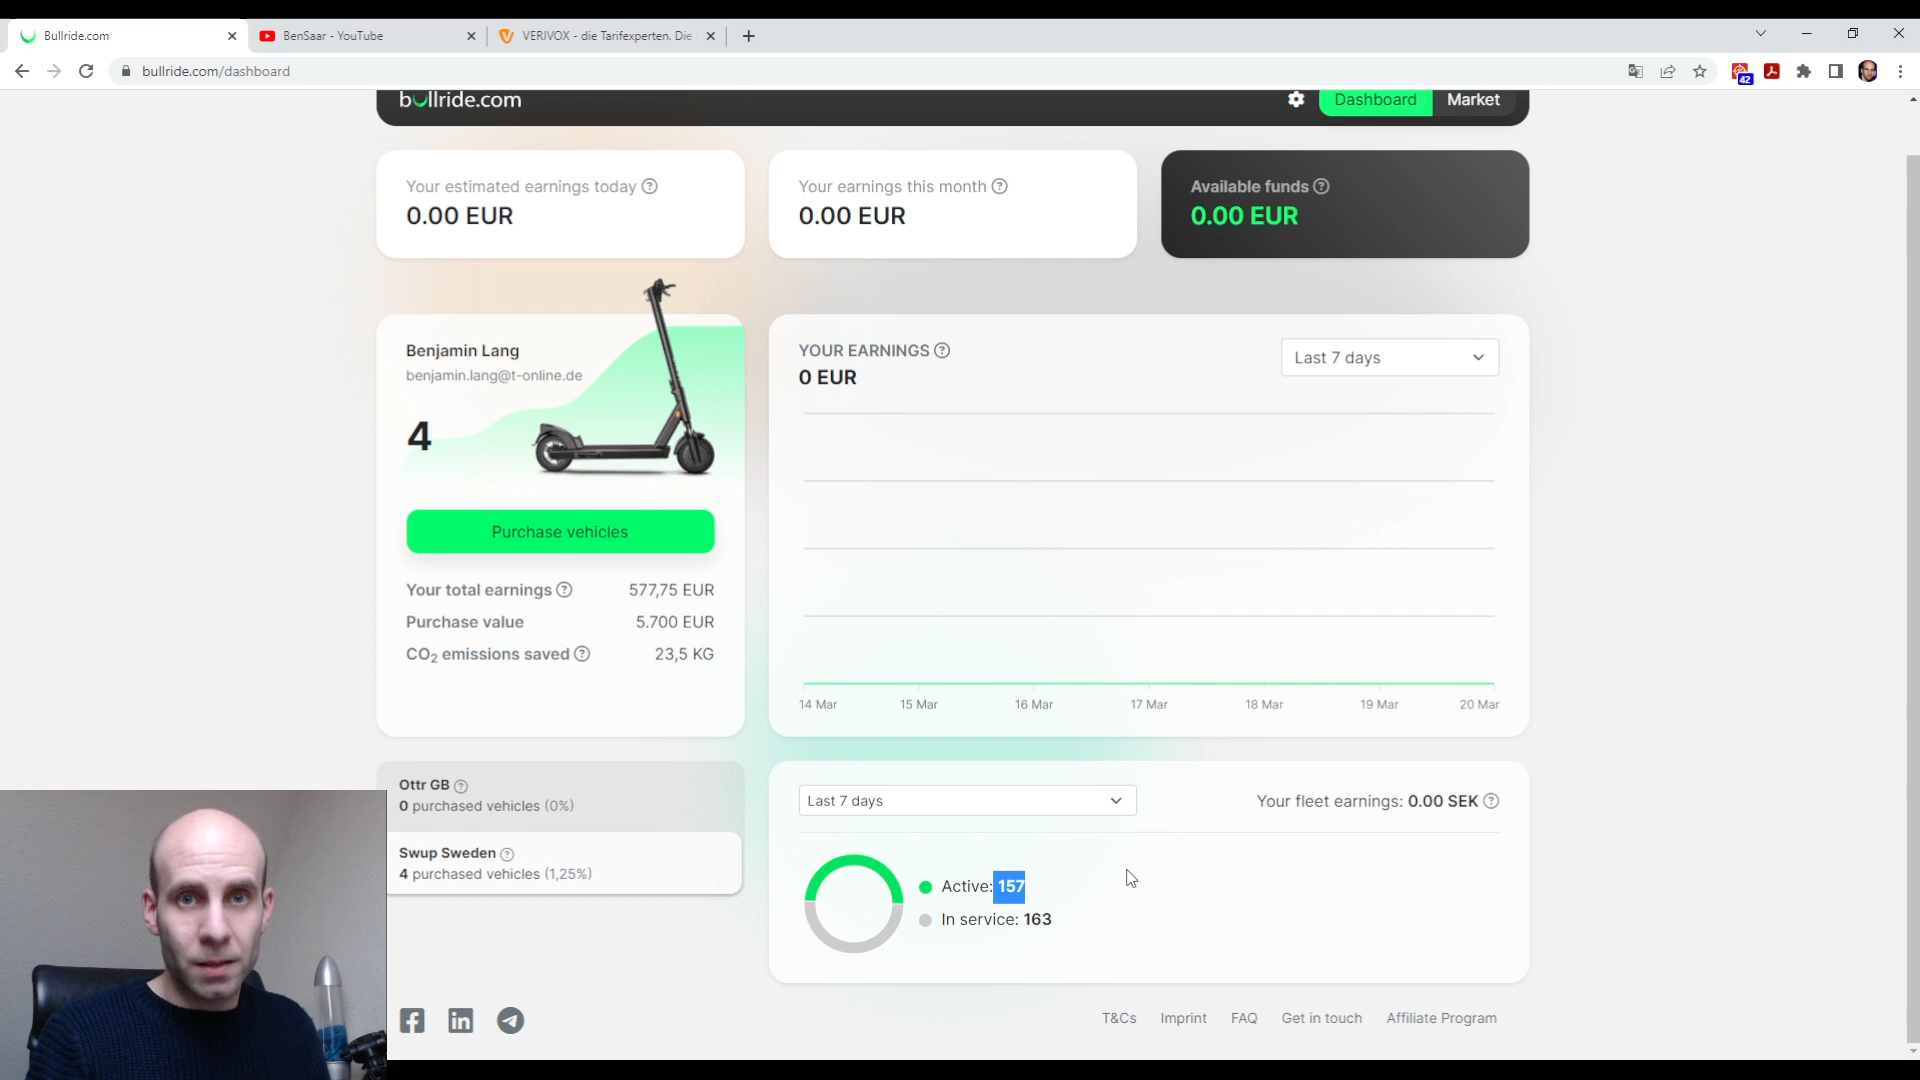 Bullride.com
BenSaar - YouTube
VERIVOX - die Tarifexperten. Die
bullride.com/dashboard
42
bullride.com
Dashboard
Market
Your estimated earnings today ?
0.00 EUR
Your earnings this month ?
0.00 EUR
Available funds ?
0.00 EUR
Benjamin Lang
benjamin.lang@t-online.de
4
Purchase vehicles
Your total earnings ? 577,75 EUR
Purchase value 5.700 EUR
CO2 emissions saved ? 23,5 KG
YOUR EARNINGS ?
0 EUR
Last 7 days
14 Mar 15 Mar 16 Mar 17 Mar 18 Mar 19 Mar 20 Mar
Ottr GB ?
0 purchased vehicles (0%)
Swup Sweden ?
4 purchased vehicles (1,25%)
Last 7 days
Your fleet earnings: 0.00 SEK ?
Active: 157
In service: 163
T&Cs Imprint FAQ Get in touch Affiliate Program